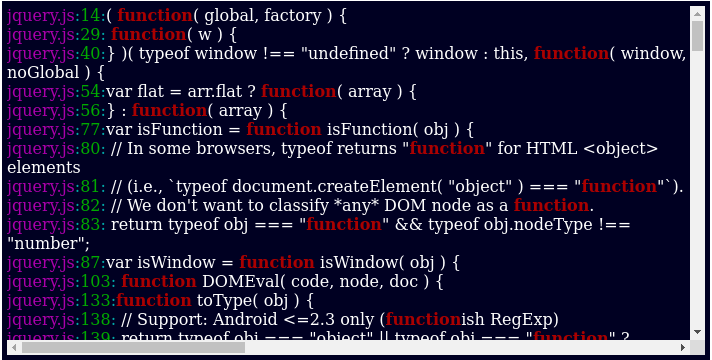 jquery.js:14:( function( global, factory ) {
jquery.js:29: function( w ) {
jquery.js:40:} )( typeof window !== "undefined" ? window : this, function( window,
noGlobal ) {
jquery.js:54:var flat = arr.flat ? function( array ) {
jquery.js:56:} : function( array ) {
jquery.js:77:var isFunction = function isFunction( obj ) {
jquery.js:80: // In some browsers, typeof returns "function" for HTML <object>
elements
jquery.js:81: // (i.e., `typeof document.createElement( "object" ) === "function"`).
jquery.js:82: // We don't want to classify *any* DOM node as a function.
jquery.js:83: return typeof obj === "function" && typeof obj.nodeType !==
"number";
jquery.js:87:var isWindow = function isWindow( obj ) {
jquery.js:103: function DOMEval( code, node, doc ) {
jquery.js:133:function toType( obj ) {
jquery.js:138: // Support: Android <=2.3 only (functionish RegExp)
jquery.js:139: return typeof obj === "object" || typeof obj === "function" ?